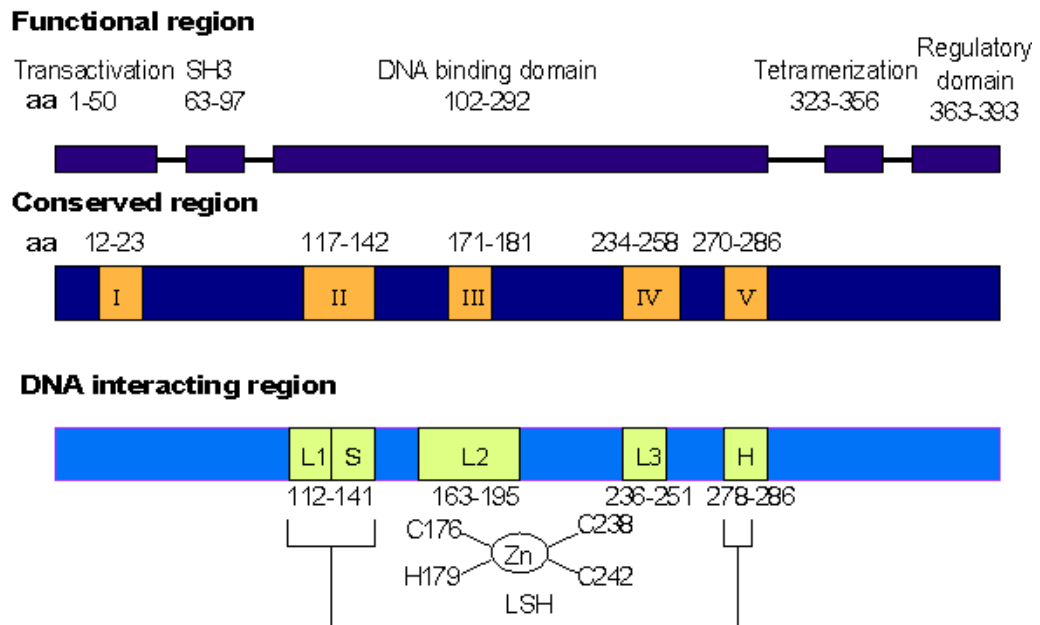 Functional region
Transactivation SH3 DNA binding domain Tetramerization Regulatory domain
aa 1-50 63-97 102-292 323-356 363-393
Conserved region
aa 12-23 117-142 171-181 234-258 270-286
I II III IV V
DNA interacting region
L1 S L2 L3 H
112-141 163-195 236-251 278-286
C176 Zn C238
H179 C242
LSH